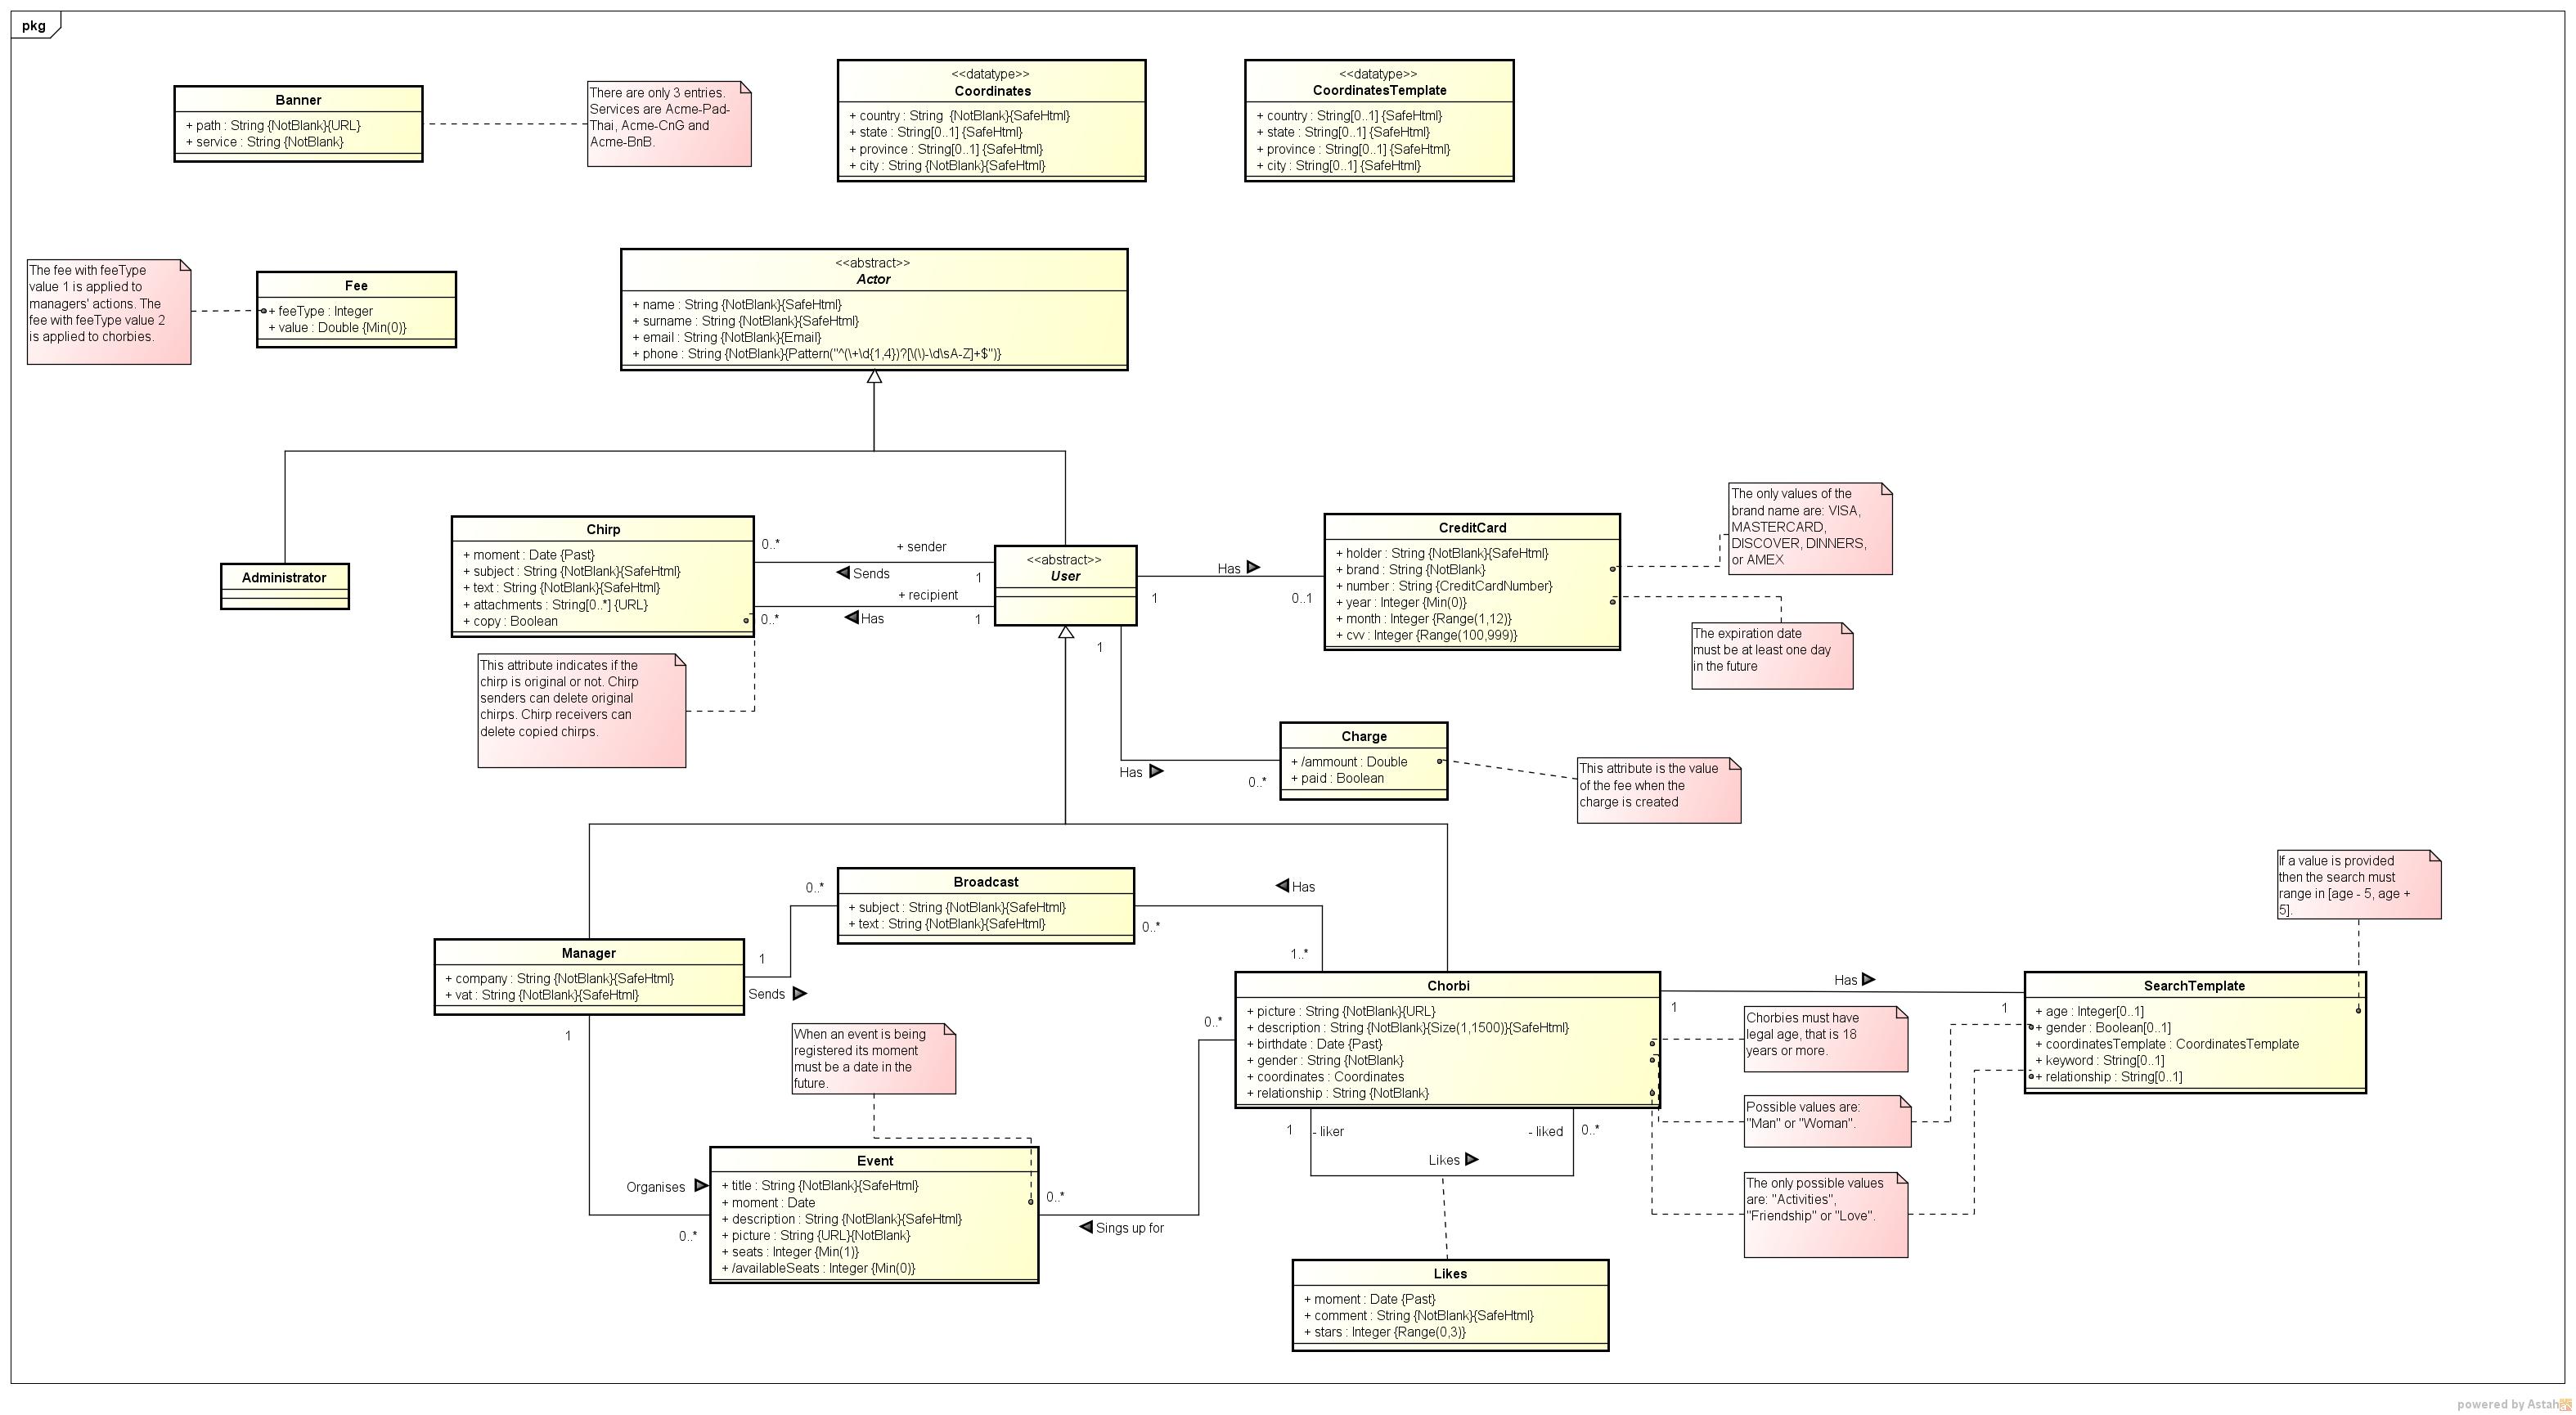 pkg
Banner
+ path : String {NotBlank}{URL}
+ service : String {NotBlank}
There are only 3 entries.
Services are Acme-Pad-
Thai, Acme-CnG and
Acme-BnB.
<<datatype>>
Coordinates
+ country : String {NotBlank}{SafeHtml}
+ state : String[0..1] {SafeHtml}
+ province : String[0..1] {SafeHtml}
+ city : String {NotBlank}{SafeHtml}
<<datatype>>
CoordinatesTemplate
+ country : String[0..1] {SafeHtml}
+ state : String[0..1] {SafeHtml}
+ province : String[0..1] {SafeHtml}
+ city : String[0..1] {SafeHtml}
The fee with feeType
value 1 is applied to
managers' actions. The
fee with feeType value 2
is applied to chorbies.
Fee
+ feeType : Integer
+ value : Double {Min(0)}
<<abstract>>
Actor
+ name : String {NotBlank}{SafeHtml}
+ surname : String {NotBlank}{SafeHtml}
+ email : String {NotBlank}{Email}
+ phone : String {NotBlank}{Pattern("^(\+\d{1,4})?[\(\)-\d\sA-Z]+$")}
Administrator
Chirp
+ moment : Date {Past}
+ subject : String {NotBlank}{SafeHtml}
+ text : String {NotBlank}{SafeHtml}
+ attachments : String[0..*] {URL}
+ copy : Boolean
0..*
+ sender
Sends
1
+ recipient
0..*
Has
1
This attribute indicates if the
chirp is original or not. Chirp
senders can delete original
chirps. Chirp receivers can
delete copied chirps.
<<abstract>>
User
Has
1
0..1
CreditCard
+ holder : String {NotBlank}{SafeHtml}
+ brand : String {NotBlank}
+ number : String {CreditCardNumber}
+ year : Integer {Min(0)}
+ month : Integer {Range(1,12)}
+ cvv : Integer {Range(100,999)}
The only values of the
brand name are: VISA,
MASTERCARD,
DISCOVER, DINNERS,
or AMEX
The expiration date
must be at least one day
in the future
1
Has
0..*
Charge
+ /ammount : Double
+ paid : Boolean
This attribute is the value
of the fee when the
charge is created
Manager
+ company : String {NotBlank}{SafeHtml}
+ vat : String {NotBlank}{SafeHtml}
0..*
1
Sends
Broadcast
+ subject : String {NotBlank}{SafeHtml}
+ text : String {NotBlank}{SafeHtml}
Has
0..*
1..*
Chorbi
+ picture : String {NotBlank}{URL}
+ description : String {NotBlank}{Size(1,1500)}{SafeHtml}
+ birthdate : Date {Past}
+ gender : String {NotBlank}
+ coordinates : Coordinates
+ relationship : String {NotBlank}
Has
1
1
If a value is provided
then the search must
range in [age - 5, age +
5].
SearchTemplate
+ age : Integer[0..1]
+ gender : Boolean[0..1]
+ coordinatesTemplate : CoordinatesTemplate
+ keyword : String[0..1]
+ relationship : String[0..1]
Chorbies must have
legal age, that is 18
years or more.
Possible values are:
"Man" or "Woman".
The only possible values
are: "Activities",
"Friendship" or "Love".
1
Organises
0..*
When an event is being
registered its moment
must be a date in the
future.
Event
+ title : String {NotBlank}{SafeHtml}
+ moment : Date
+ description : String {NotBlank}{SafeHtml}
+ picture : String {URL}{NotBlank}
+ seats : Integer {Min(1)}
+ /availableSeats : Integer {Min(0)}
0..*
0..*
Sings up for
1
- liker
- liked
0..*
Likes
Likes
+ moment : Date {Past}
+ comment : String {NotBlank}{SafeHtml}
+ stars : Integer {Range(0,3)}
powered by Astah